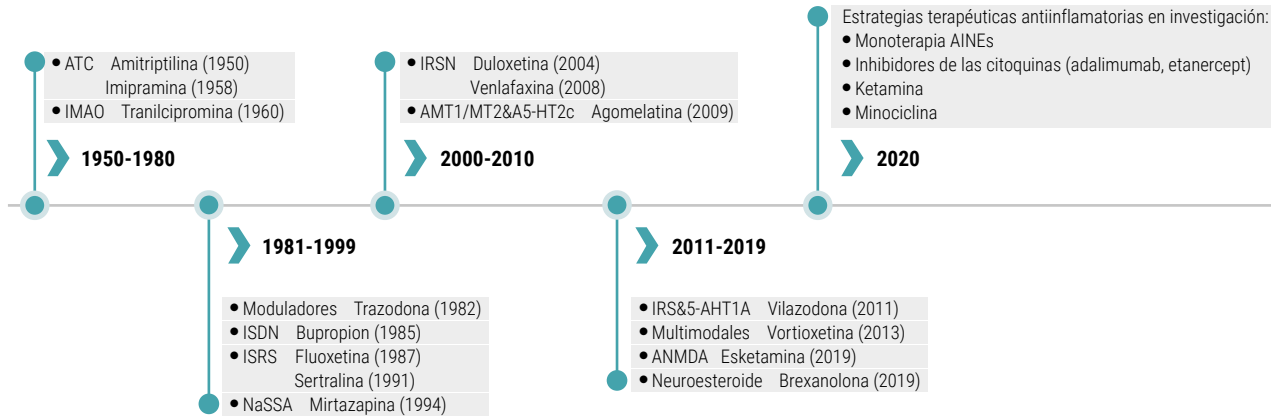 ATC Amitriptilina (1950)
Imipramina (1958)
IMAO Tranilcipromina (1960)
1950-1980
1981-1999
Moduladores Trazodona (1982)
ISDN Bupropion (1985)
ISRS Fluoxetina (1987)
Sertralina (1991)
NaSSA Mirtazapina (1994)
IRSN Duloxetina (2004)
Venlafaxina (2008)
AMT1/MT2&A5-HT2c Agomelatina (2009)
2000-2010
2011-2019
IRS&5-AHT1A Vilazodona (2011)
Multimodales Vortioxetina (2013)
ANMDA Esketamina (2019)
Neuroesteroide Brexanolona (2019)
Estrategias terapéuticas antiinflamatorias en investigación:
Monoterapia AINEs
Inhibidores de las citoquinas (adalimumab, etanercept)
Ketamina
Minociclina
2020